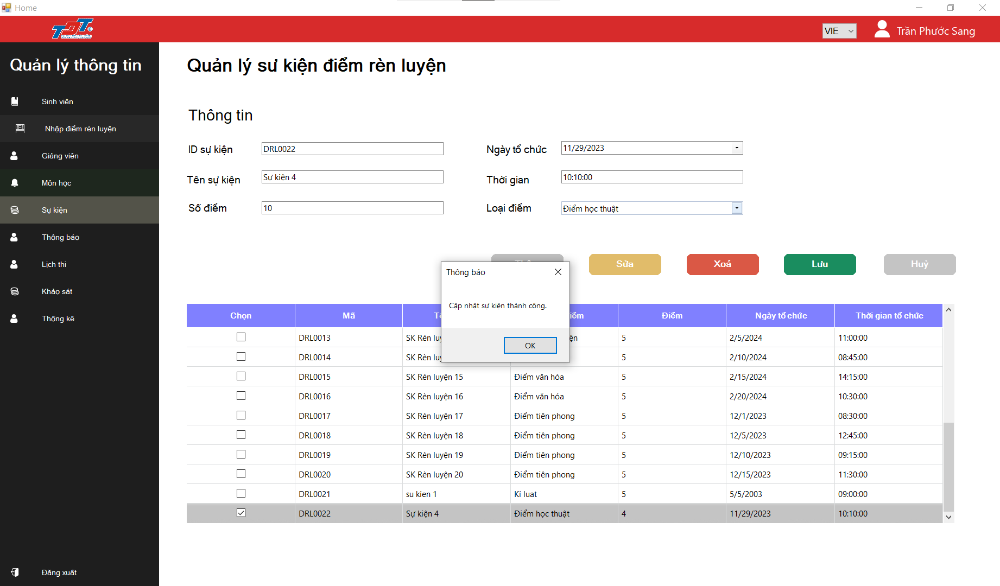 Home
VIE
Trần Phước Sang
Quản lý thông tin
Sinh viên
Nhập điểm rèn luyện
Giảng viên
Môn học
Sự kiện
Thông báo
Lịch thi
Khảo sát
Thống kê
Đăng xuất
Quản lý sư kiện điểm rèn luyện
Thông tin
ID sự kiện DRL0022 Ngày tổ chức 11/29/2023
Tên sự kiện Sự kiện 4 Thời gian 10:10:00
Số điểm 10 Loại điểm Điểm học thuật
Sửa Xoá Lưu Huỷ
Thông báo
Cập nhật sự kiện thành công.
OK
Chọn Mã Điểm Ngày tổ chức Thời gian tổ chức
DRL0013 SK Rèn 5 2/5/2024 11:00:00
DRL0014 SK Rèn 5 2/10/2024 08:45:00
DRL0015 SK Rèn luyện 15 Điểm văn hóa 5 2/15/2024 14:15:00
DRL0016 SK Rèn luyện 16 Điểm văn hóa 5 2/20/2024 10:30:00
DRL0017 SK Rèn luyện 17 Điểm tiên phong 5 12/1/2023 08:30:00
DRL0018 SK Rèn luyện 18 Điểm tiên phong 5 12/5/2023 12:45:00
DRL0019 SK Rèn luyện 19 Điểm tiên phong 5 12/10/2023 09:15:00
DRL0020 SK Rèn luyện 20 Điểm tiên phong 5 12/15/2023 11:30:00
DRL0021 su kien 1 Ki luat 5 5/5/2003 09:00:00
DRL0022 Sự kiện 4 Điểm học thuật 4 11/29/2023 10:10:00